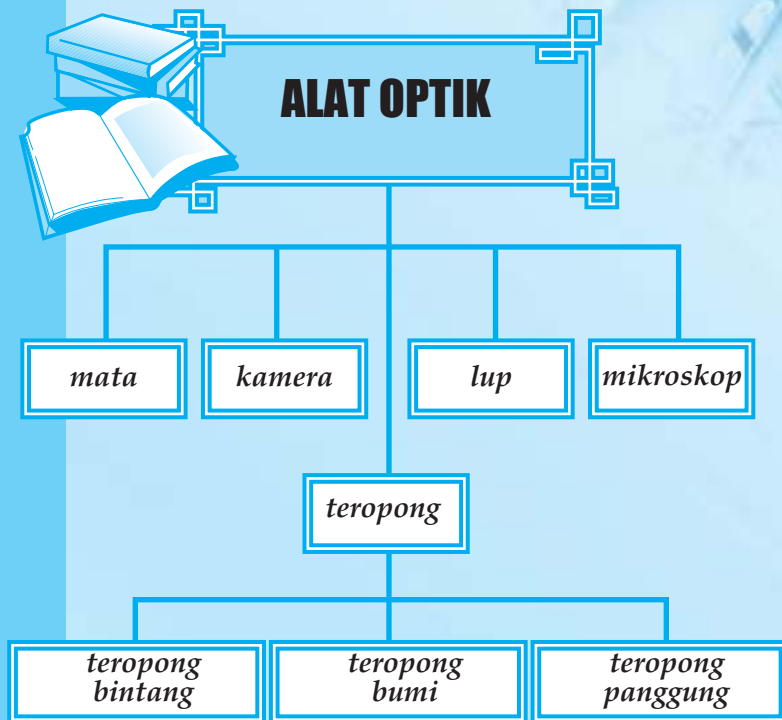 ALAT OPTIK
mata
kamera
lup
mikroskop
teropong
teropong
bintang
teropong
bumi
teropong
panggung